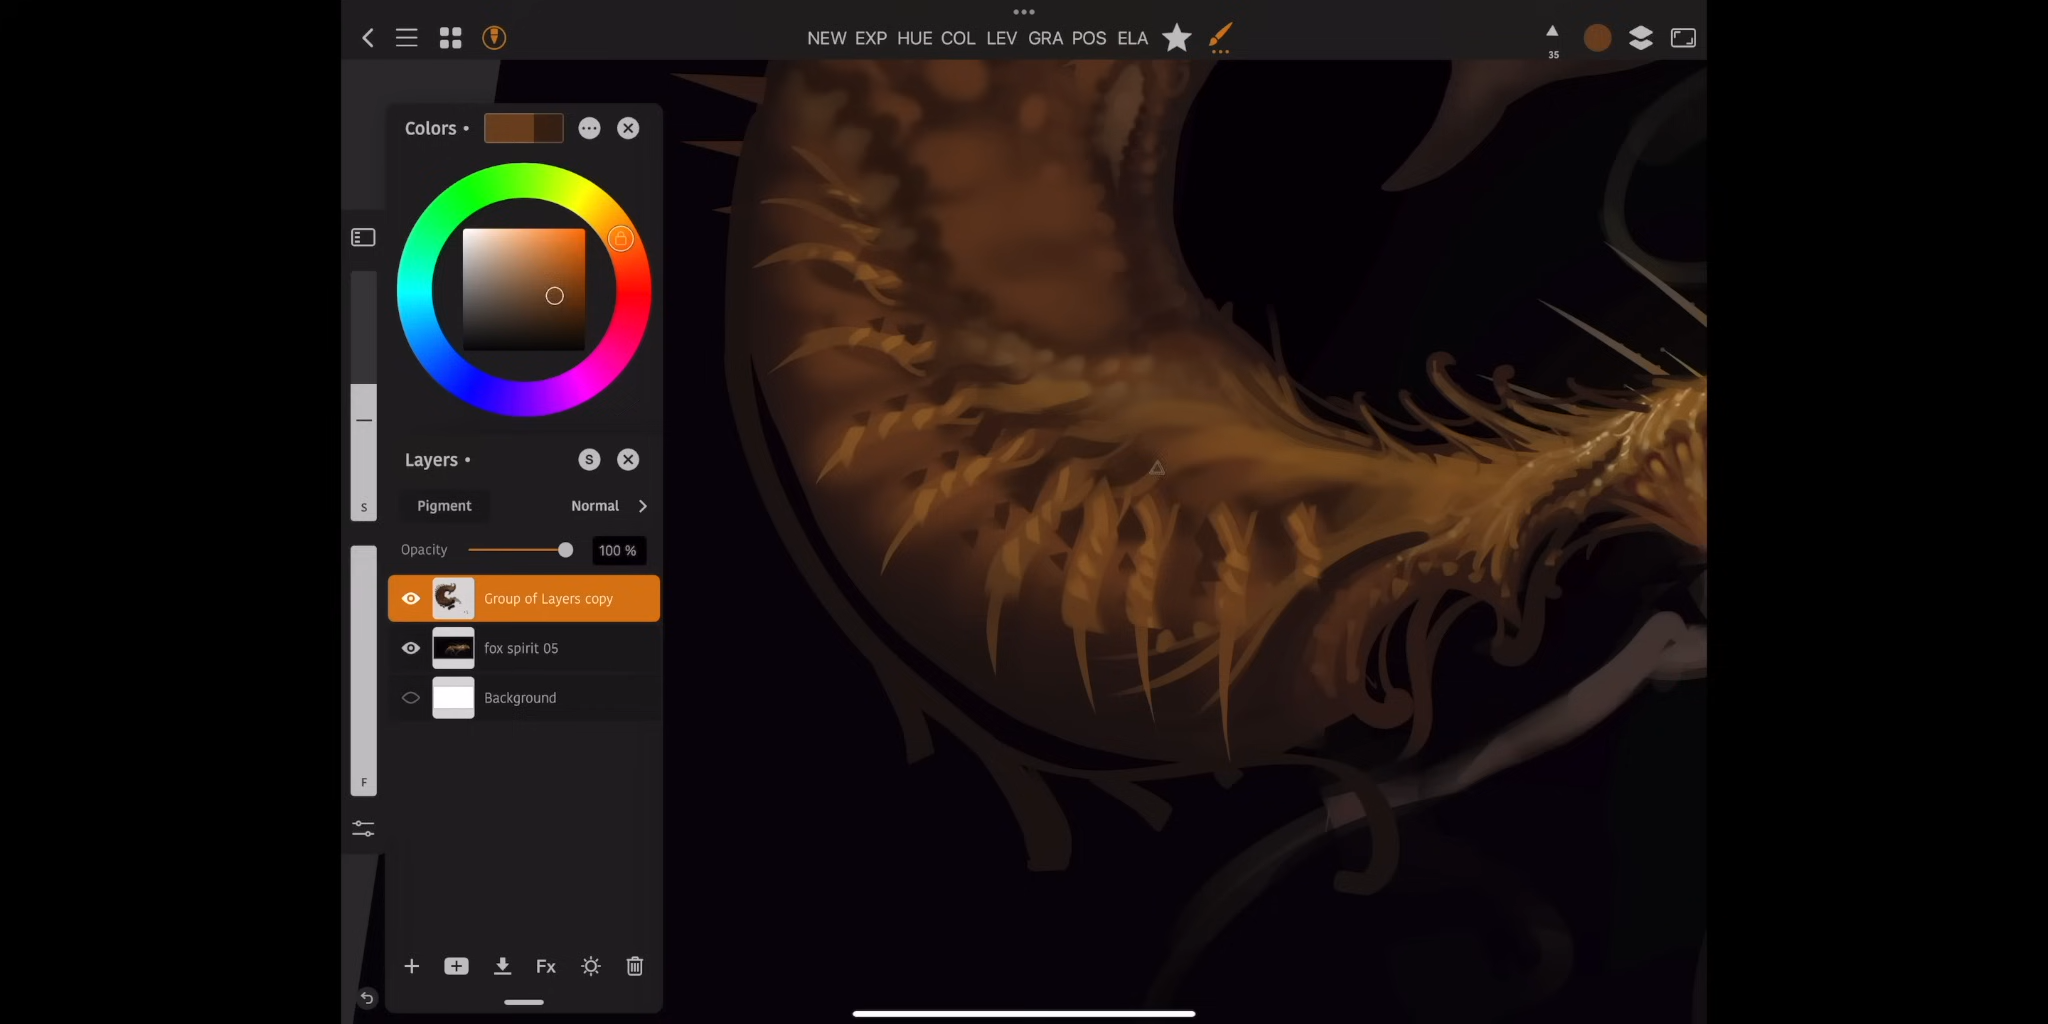 NEW EXP HUE COL LEV GRA POS ELA
35
Colors •
Layers •
S
Pigment
Normal
Opacity
100 %
Group of Layers copy
fox spirit 05
Background
S
F
Fx